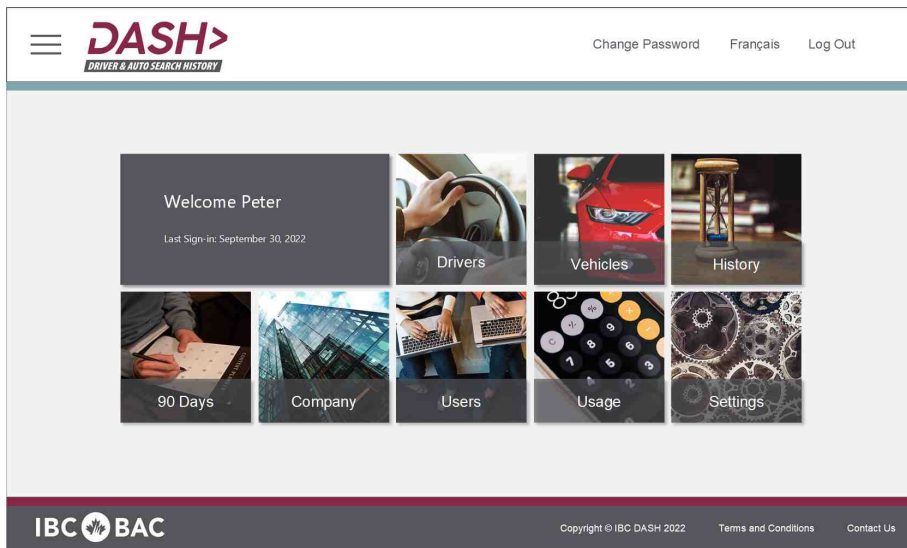 DASH>
DRIVER & AUTO SEARCH HISTORY
Change Password Français Log Out
Welcome Peter
Last Sign-in: September 30, 2022
Drivers
Vehicles
History
90 Days
Company
Users
Usage
Settings
IBC BAC
Copyright © IBC DASH 2022 Terms and Conditions Contact Us